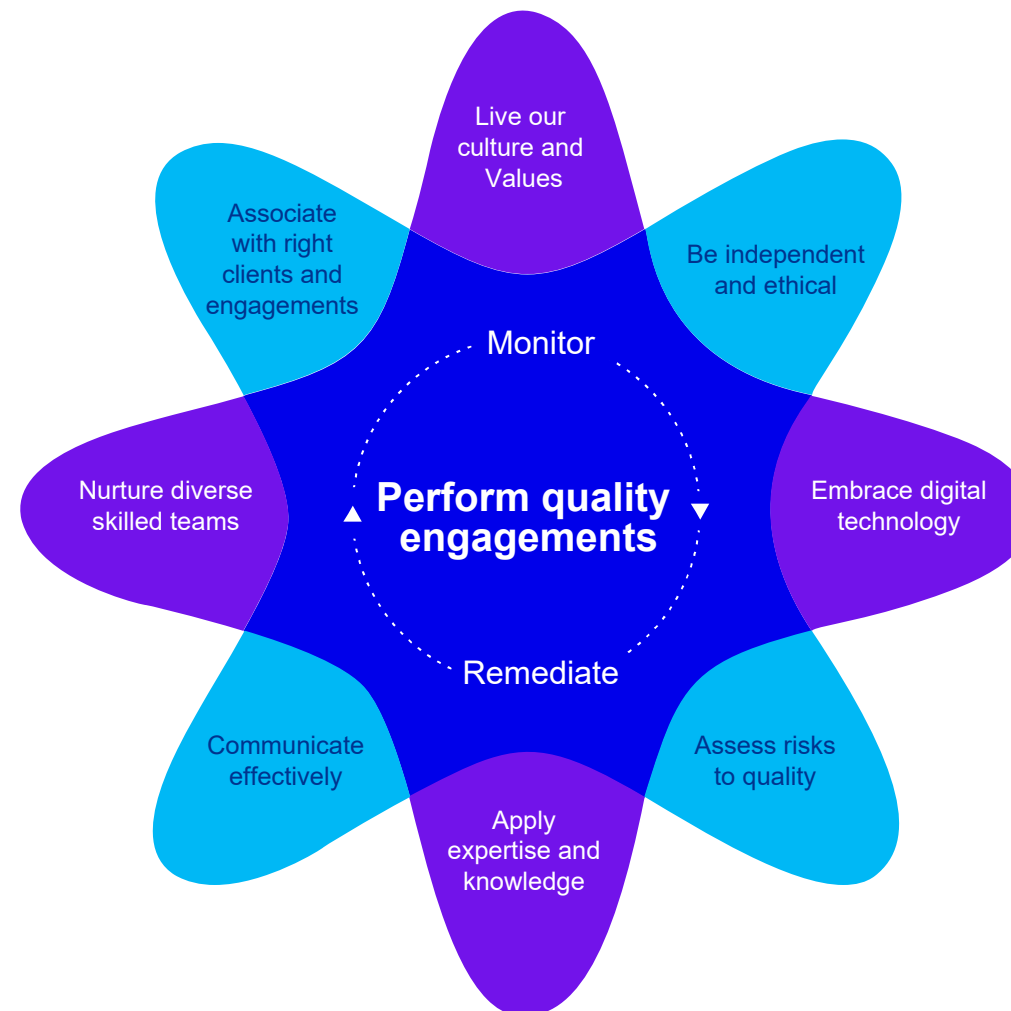 Live our
culture and
Values
Associate
with right
clients and
engagements
Be independent
and ethical
Monitor
Nurture diverse
skilled teams
Perform quality
engagements
Embrace digital
technology
Remediate
Communicate
effectively
Assess risks
to quality
Apply
expertise and
knowledge